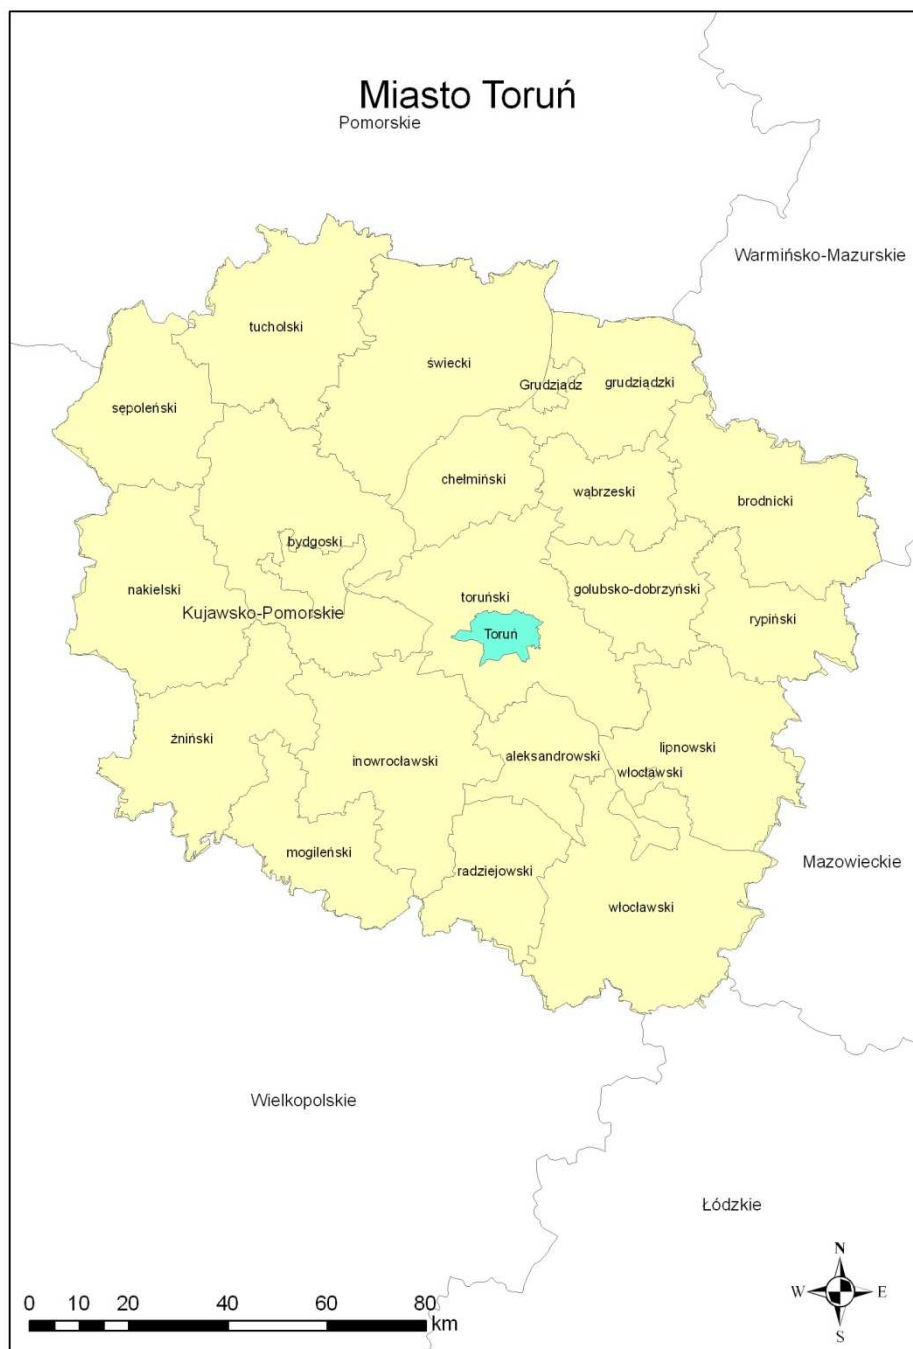 Miasto Toruń
Pomorskie
Warmińsko-Mazurskie
tucholski
świecki
Grudziądz
grudziądzki
sępoleński
chełmiński
wąbrzeski
brodnicki
bydgoski
nakielski
toruński
golubsko-dobrzyński
Kujawsko-Pomorskie
rypiński
Toruń
żniński
inowrocławski
aleksandrowski
lipnowski
włocławski
mogileński
radziejowski
Mazowieckie
włocławski
Wielkopolskie
Łódzkie
N
W E
S
0 10 20 40 60 80
km